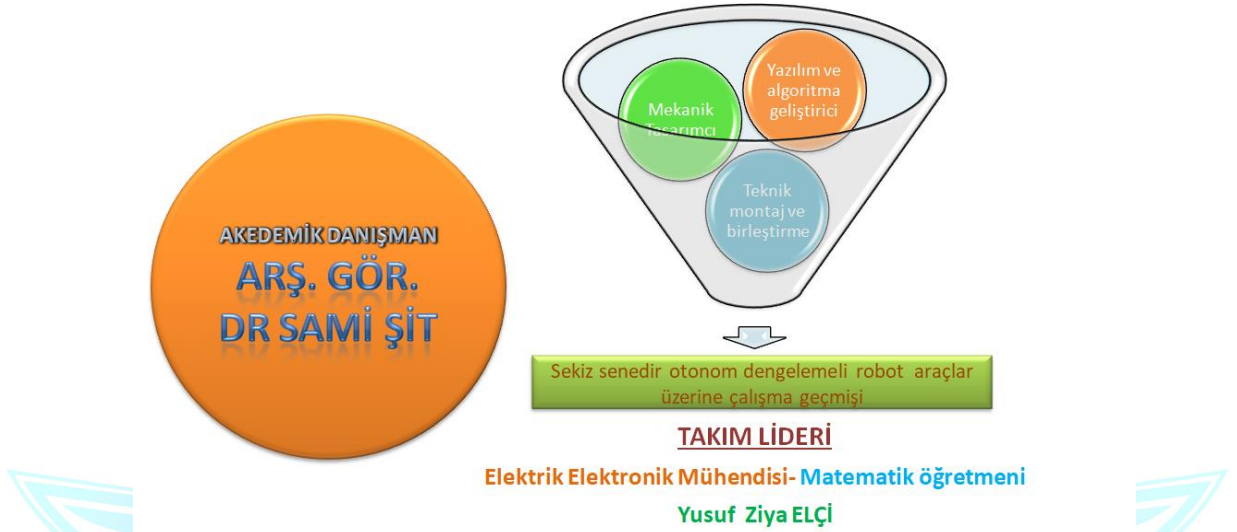 AKEDEMİK DANIŞMAN
ARŞ. GÖR.
DR SAMİ ŞİT
Mekanik
Tasarımcı
Yazılım ve
algoritma
geliştirici
Teknik
montaj ve
birleştirme
Sekiz senedir otonom dengelemeli robot araçlar
üzerine çalışma geçmişi
TAKIM LİDERİ
Elektrik Elektronik Mühendisi- Matematik öğretmeni
Yusuf Ziya ELÇİ